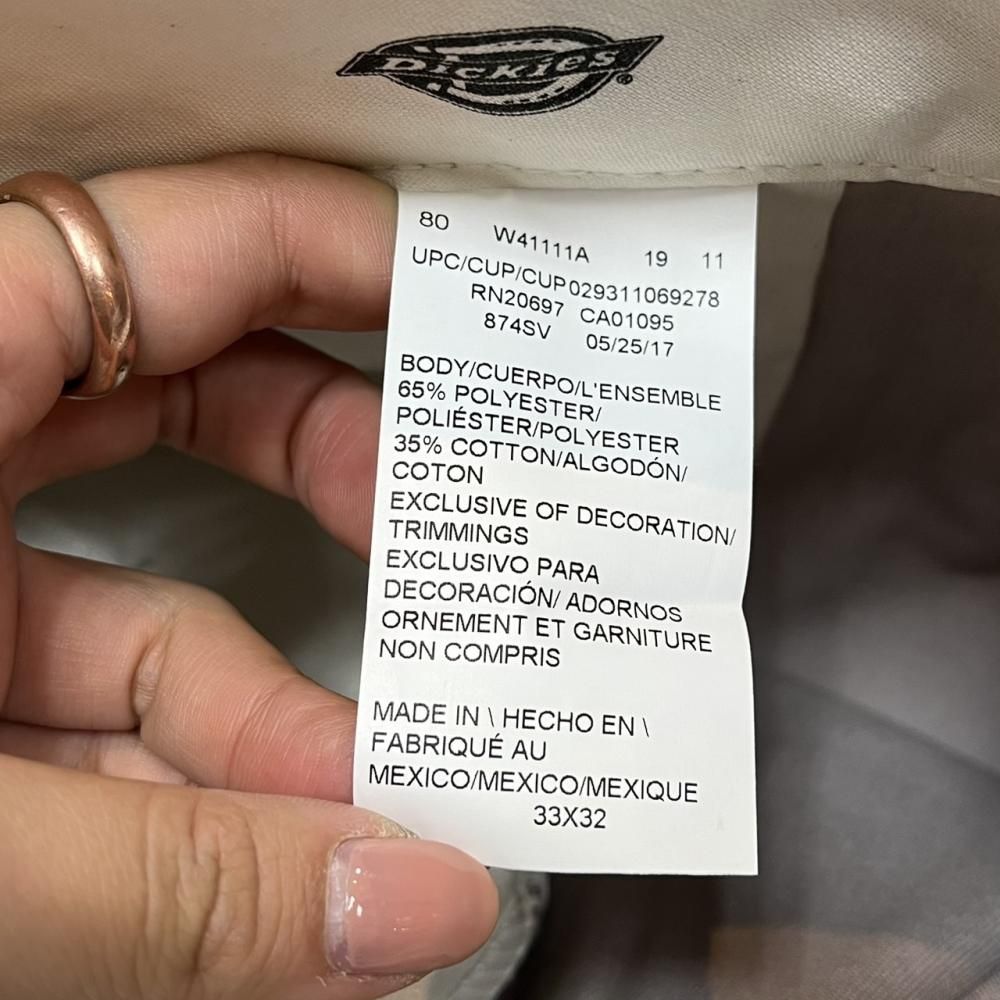 Dickies®
80 W41111A 19 11
UPC/CUP/CUP029311069278
RN20697 CA01095
874SV 05/25/17
BODY/CUERPO/L'ENSEMBLE
65% POLYESTER/
POLIÉSTER/POLYESTER
35% COTTON/ALGODÓN/
COTON
EXCLUSIVE OF DECORATION/
TRIMMINGS
EXCLUSIVO PARA
DECORACIÓN/ ADORNOS
ORNEMENT ET GARNITURE
NON COMPRIS
MADE IN \ HECHO EN \
FABRIQUÉ AU
MEXICO/MEXICO/MEXIQUE
33X32